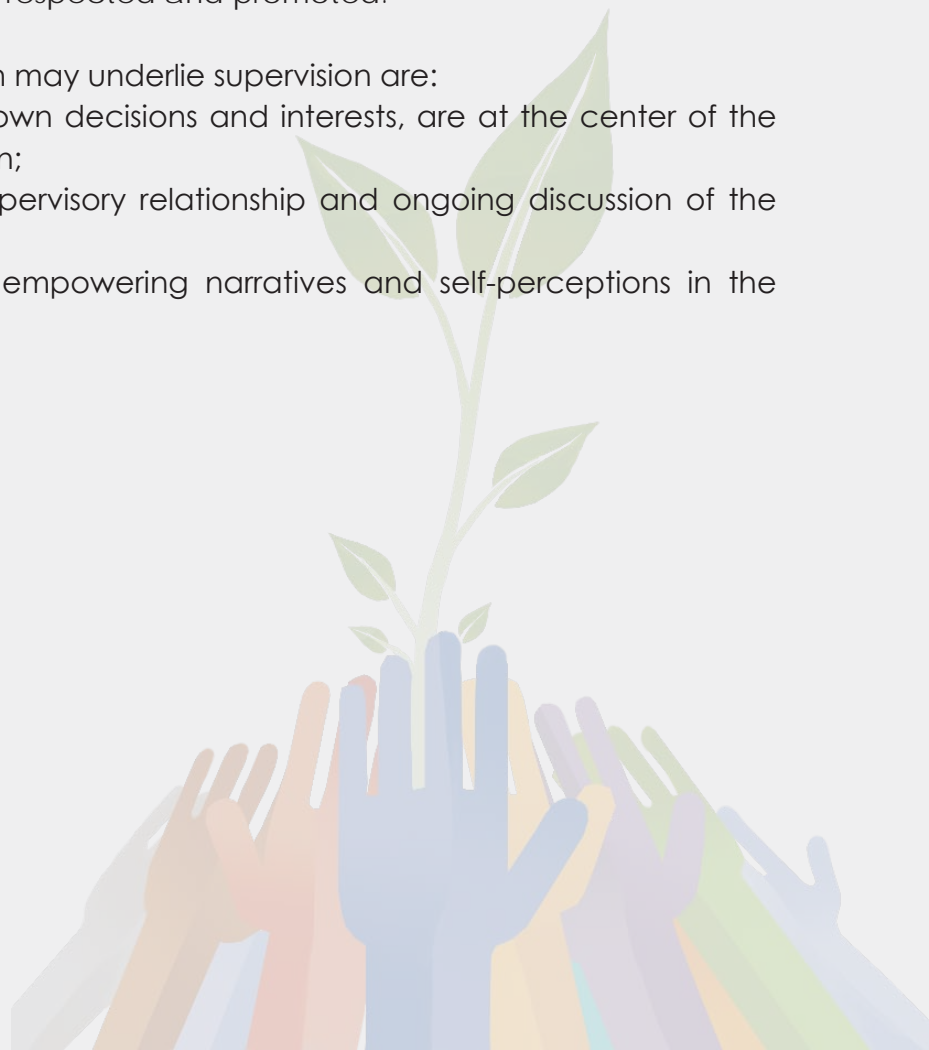 respected and promoted.
may underlie supervision are:
own decisions and interests, are at the center of the
;
relationship and ongoing discussion of the
empowering narratives and self-perceptions in the